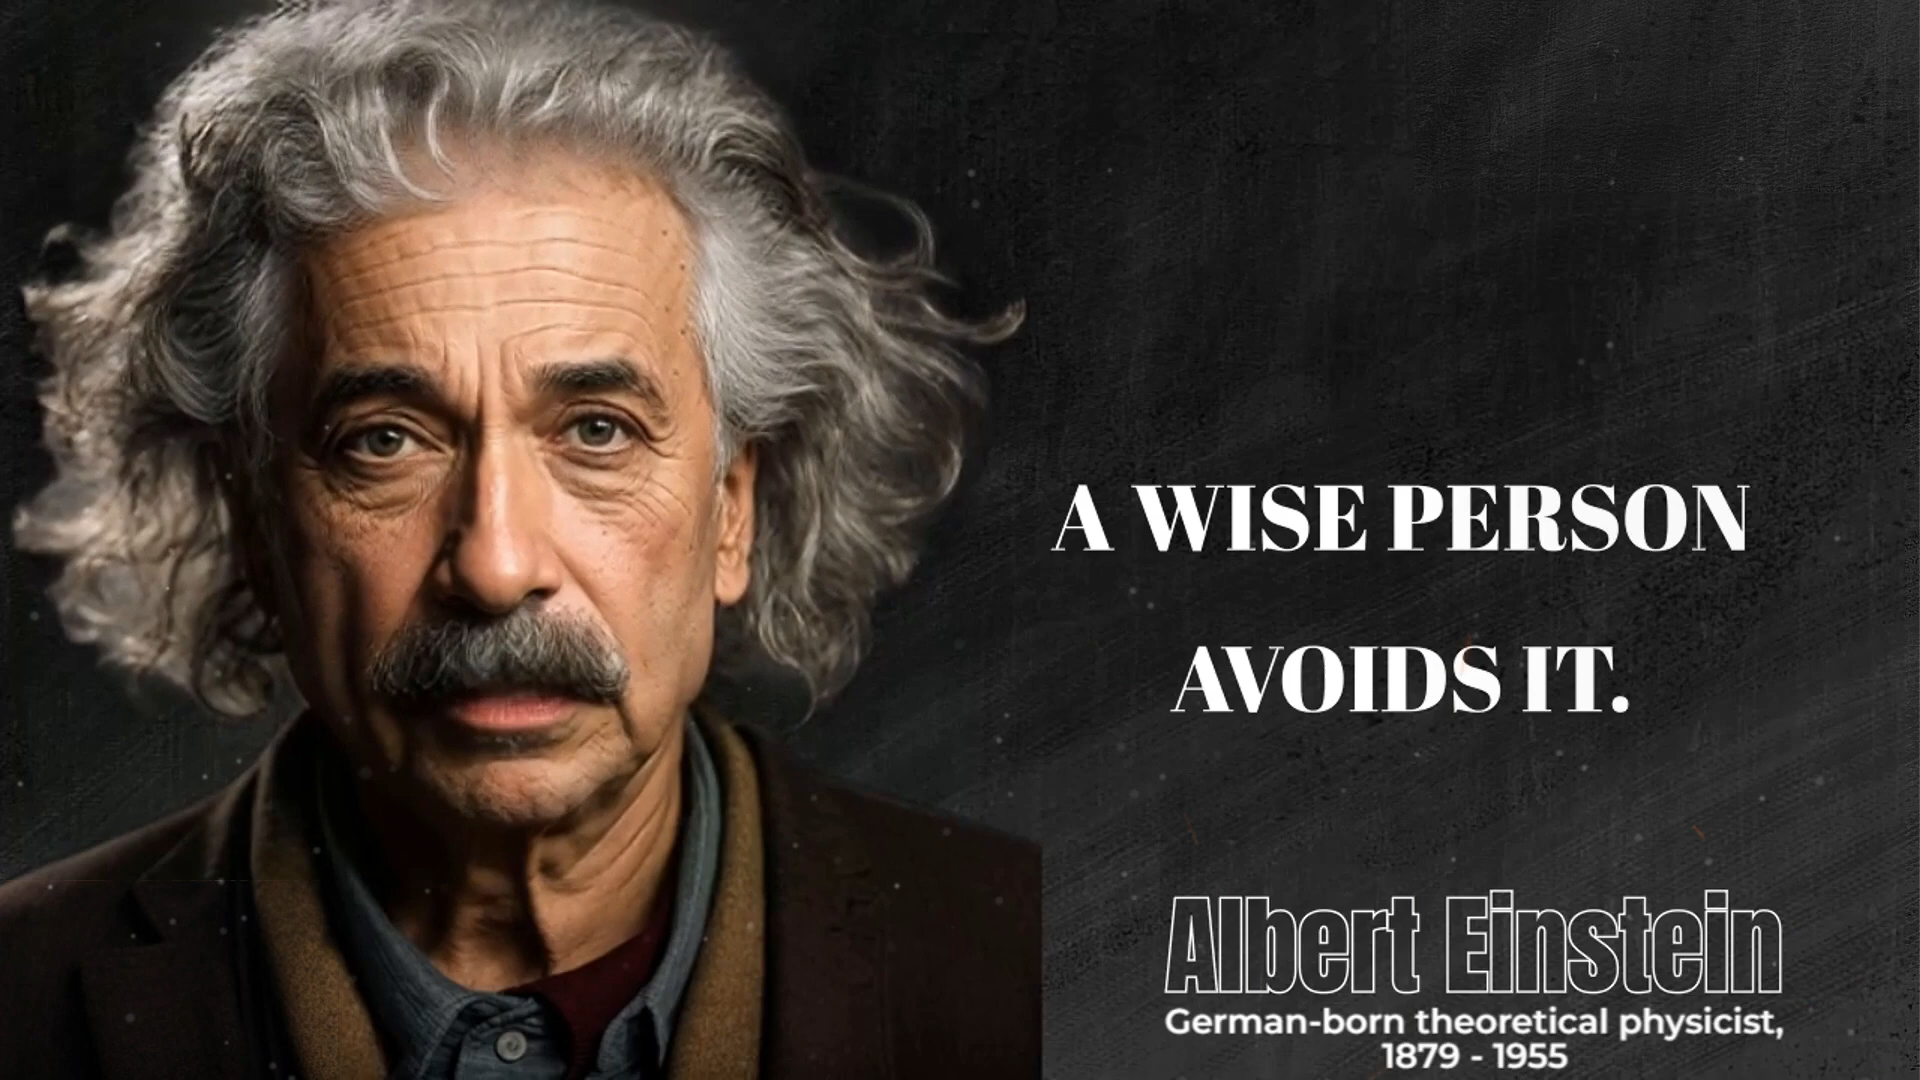 A WISE PERSON
AVOIDS IT.
Albert Einstein
German-born theoretical physicist,
1879 - 1955